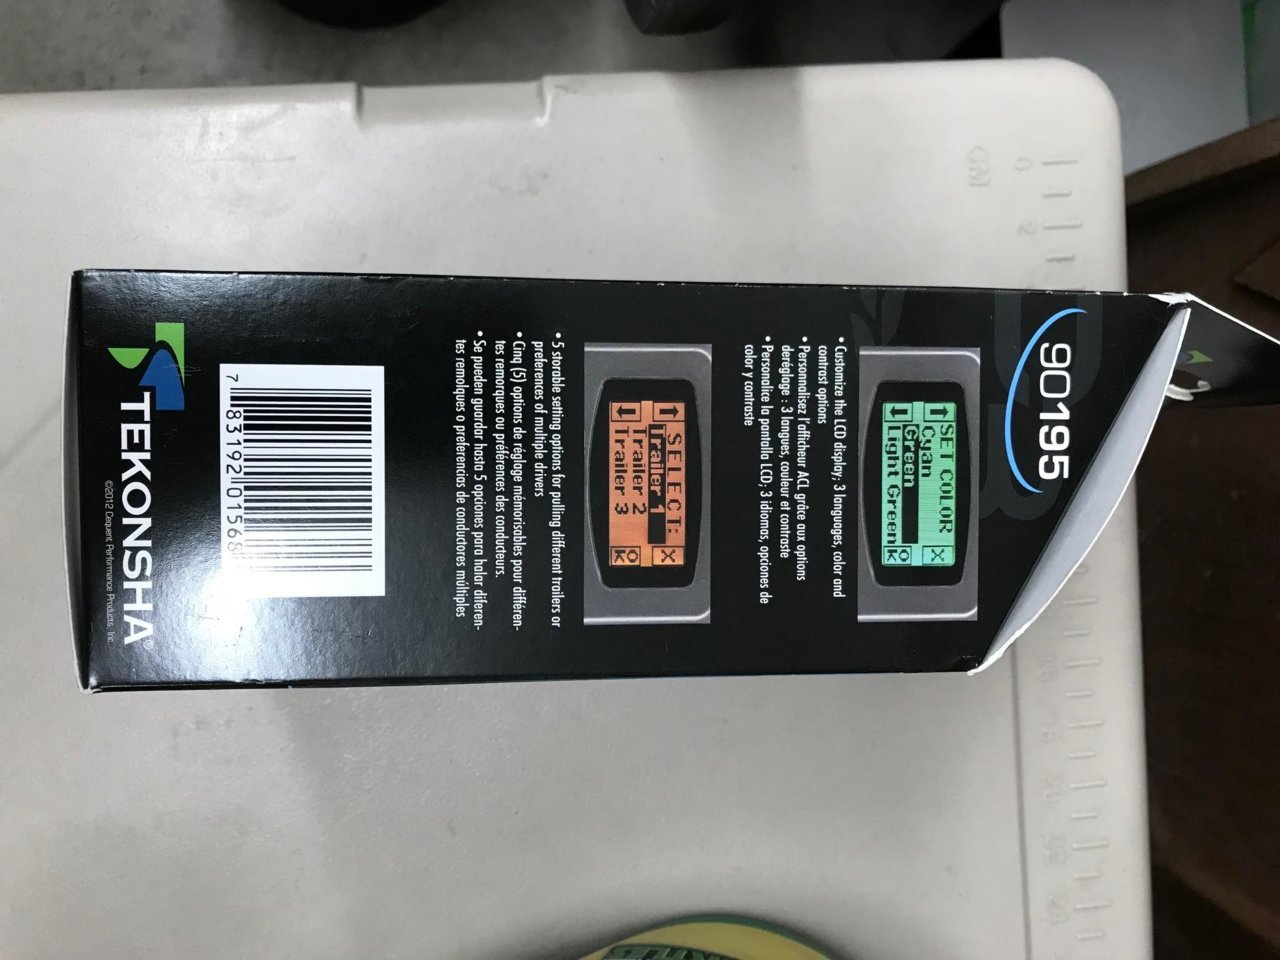 90195
SET COLOR
Cyan
Green
Light Green
X
Ok
• Customize the LCD display; 3 languages, color and
contrast options
• Personnalisez l'afficheur ACL grâce aux options
deréglage : 3 langues, couleur et contraste
• Personalice la pantalla LCD; 3 idiomas, opciones de
color y contraste
SELECT:
Trailer 1
Trailer 2
Trailer 3
X
Ok
• 5 storable setting options for pulling different trailers or
preferences of multiple drivers
• Cinq (5) options de réglage mémorisables pour différen-
tes remorques ou préférences des conducteurs.
• Se pueden guardar hasta 5 opciones para halar diferen-
tes remolques o preferencias de conductores múltiples
7 83192 01568
TEKONSHA®
©2012 Cequent Performance Products, Inc.